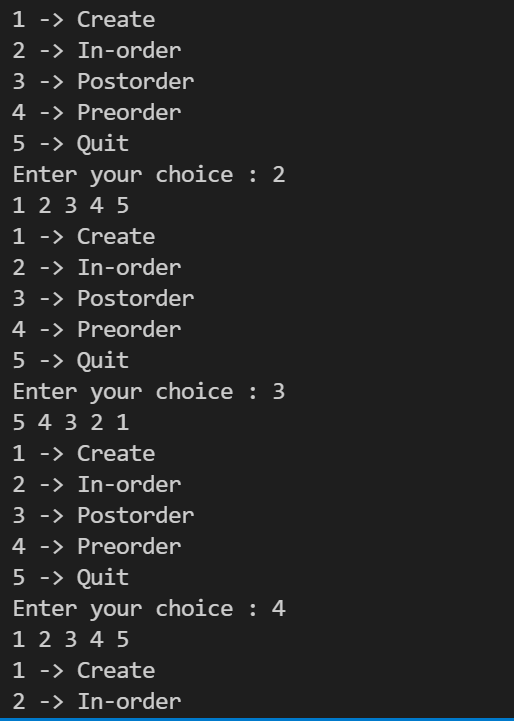 1 -> Create
2 -> In-order
3 -> Postorder
4 -> Preorder
5 -> Quit
Enter your choice : 2
1 2 3 4 5
1 -> Create
2 -> In-order
3 -> Postorder
4 -> Preorder
5 -> Quit
Enter your choice : 3
5 4 3 2 1
1 -> Create
2 -> In-order
3 -> Postorder
4 -> Preorder
5 -> Quit
Enter your choice : 4
1 2 3 4 5
1 -> Create
2 -> In-order